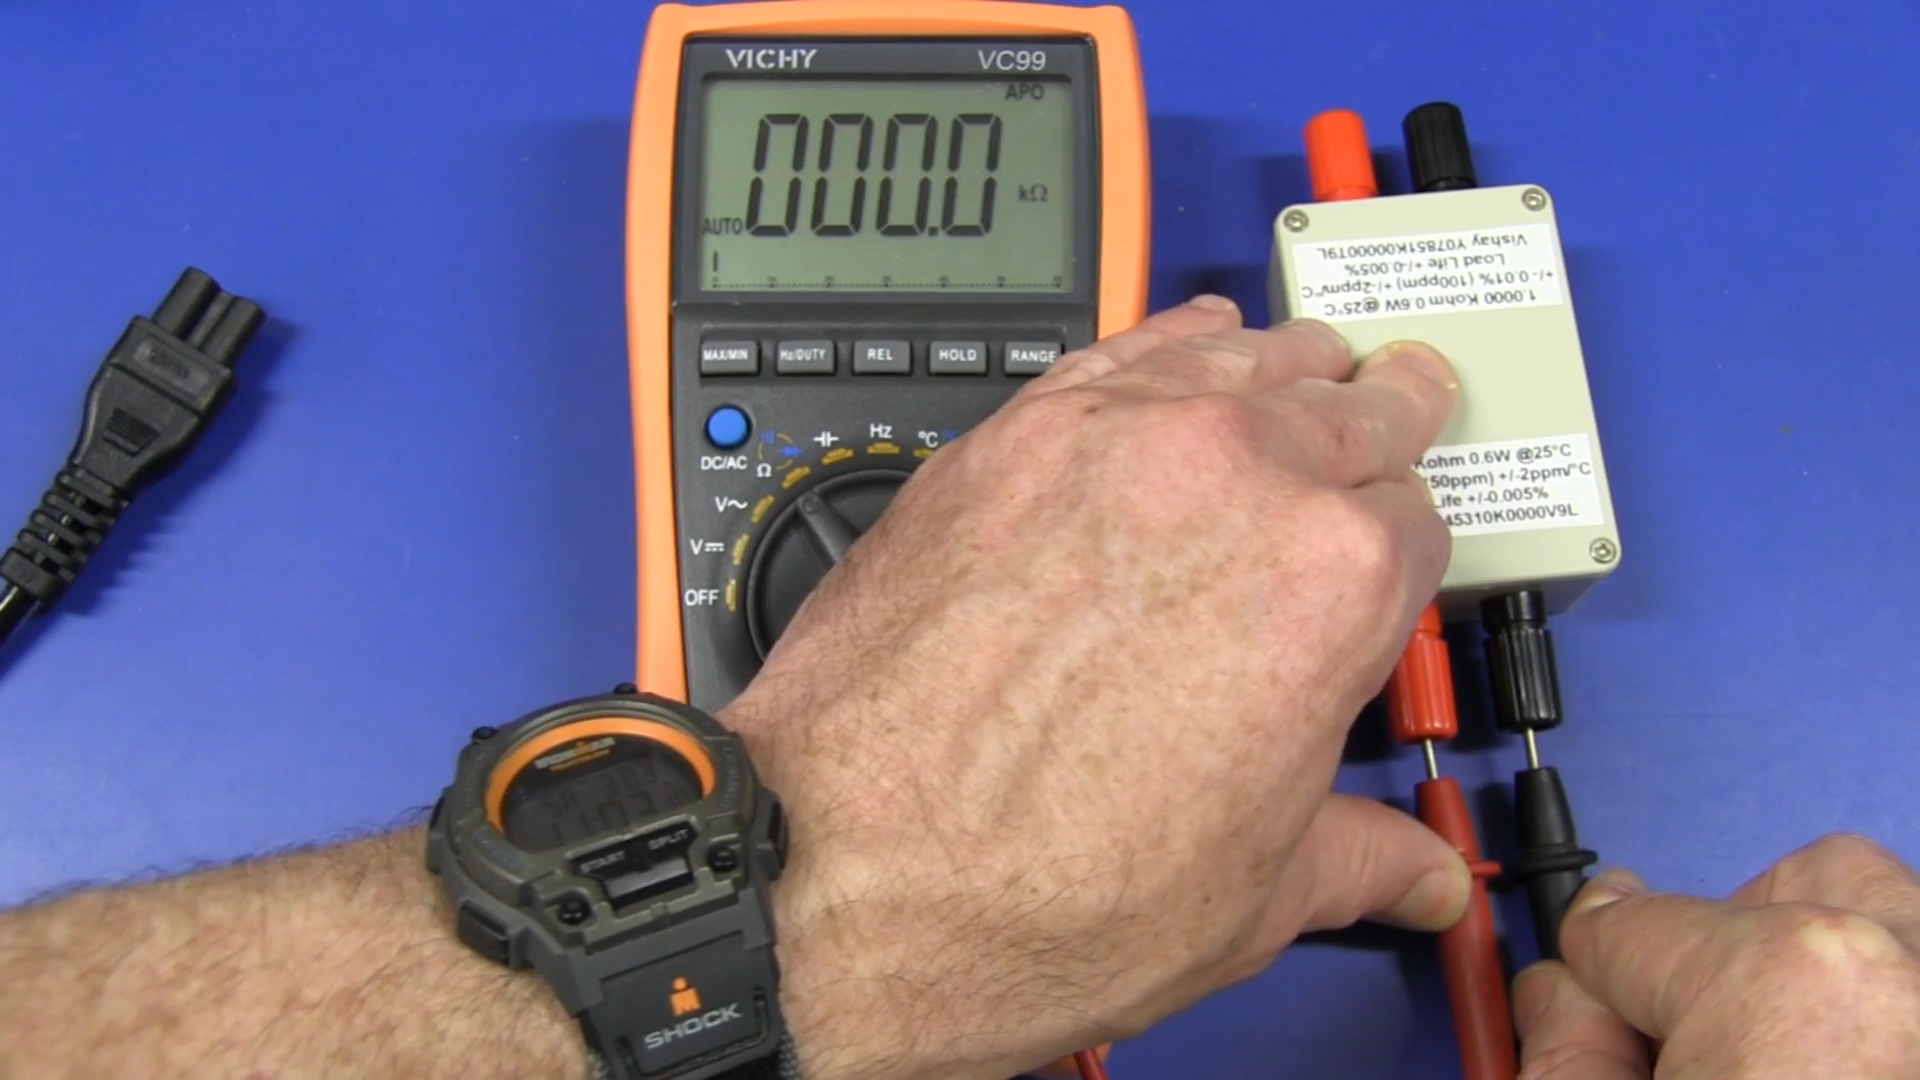 VICHY VC99
APO
000.0
kΩ
AUTO
MAX/MIN Hz/DUTY REL HOLD RANGE
DC/AC
Ω
Hz
°C
V~
V⎓
OFF
1.0000 Kohm 0.6W @25°C
+/-0.01% (100ppm) +/-2ppm/°C
Load Life +/-0.005%
Vishay Y07851K00000T9L
Kohm 0.6W @25°C
50ppm) +/-2ppm/°C
Life +/-0.005%
45310K0000V9L
IRONMAN
TRIATHLON
START SPLIT
SHOCK